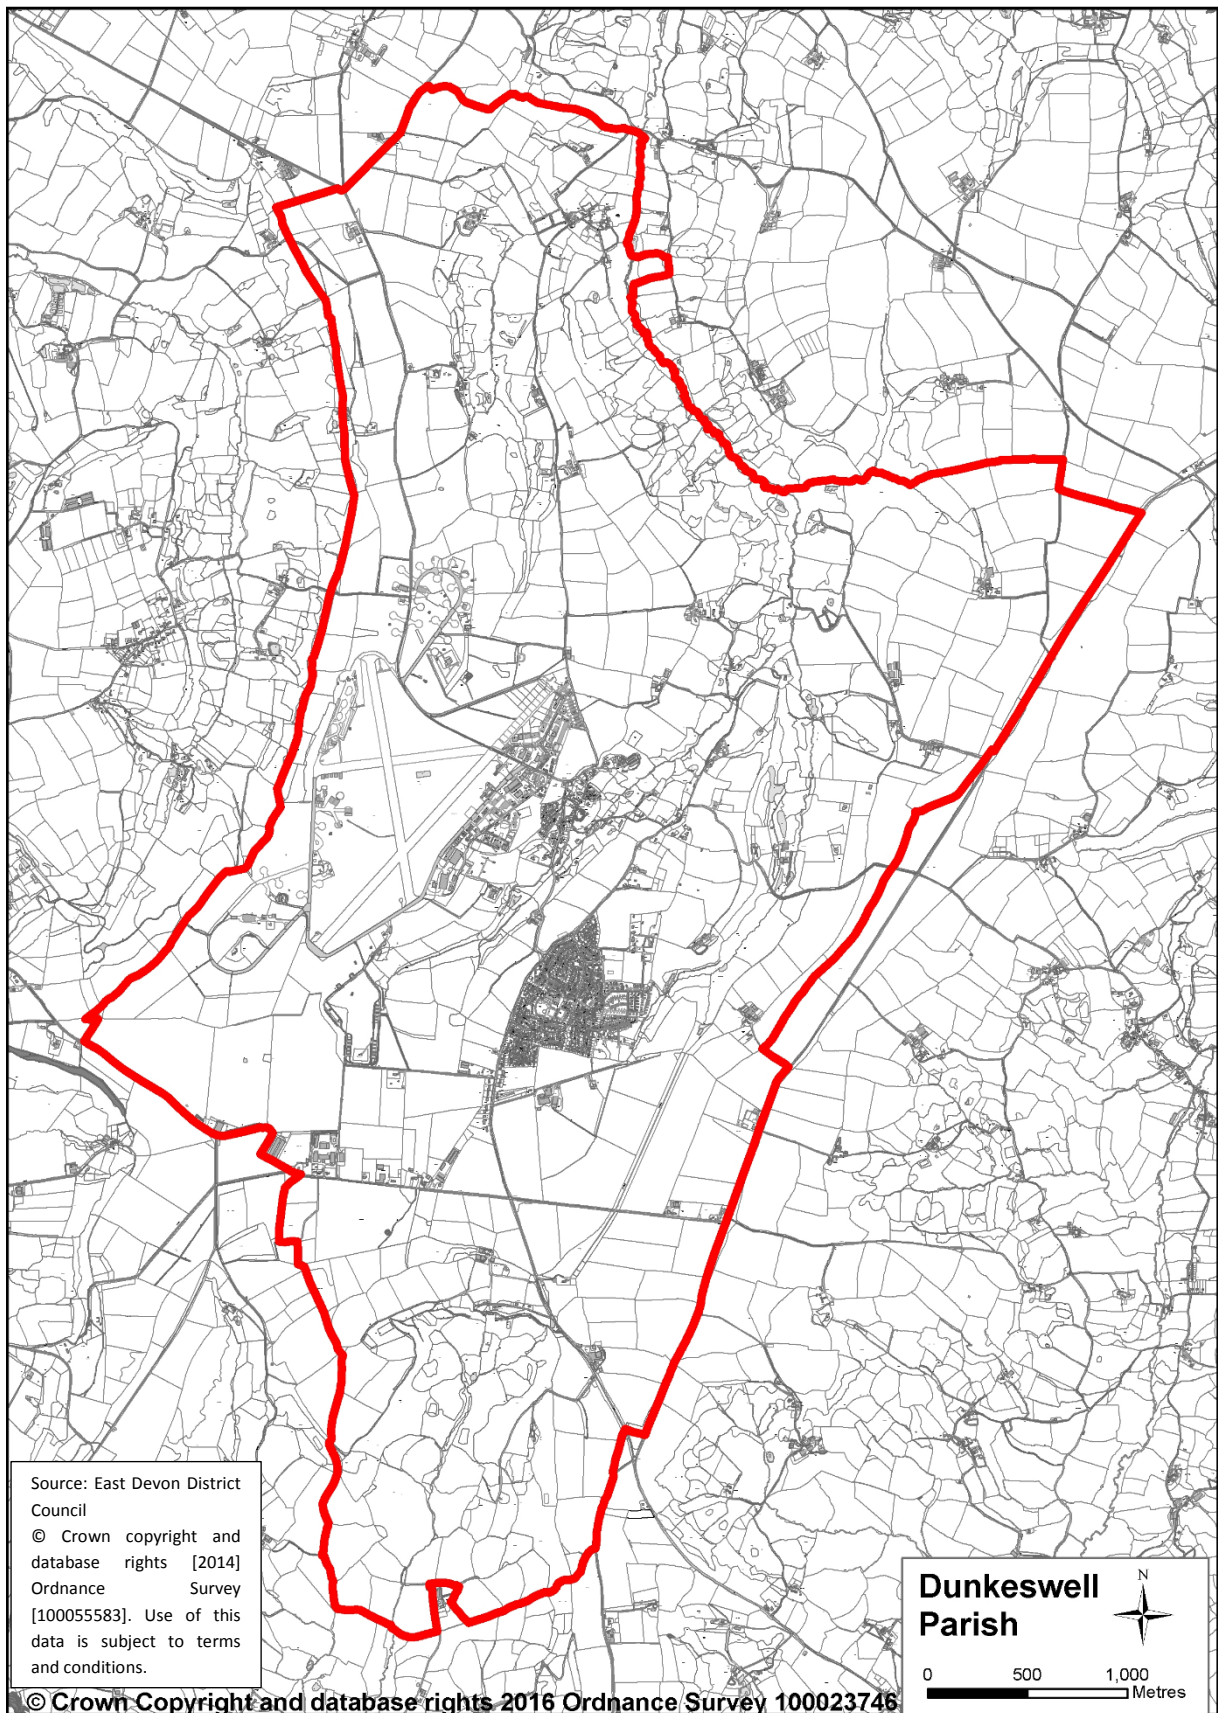 Source: East Devon District
Council
© Crown copyright and
database rights [2014]
Ordnance Survey
[100055583]. Use of this
data is subject to terms
and conditions.
Dunkeswell
Parish
N
0 500 1,000
Metres
© Crown Copyright and database rights 2016 Ordnance Survey 100023746